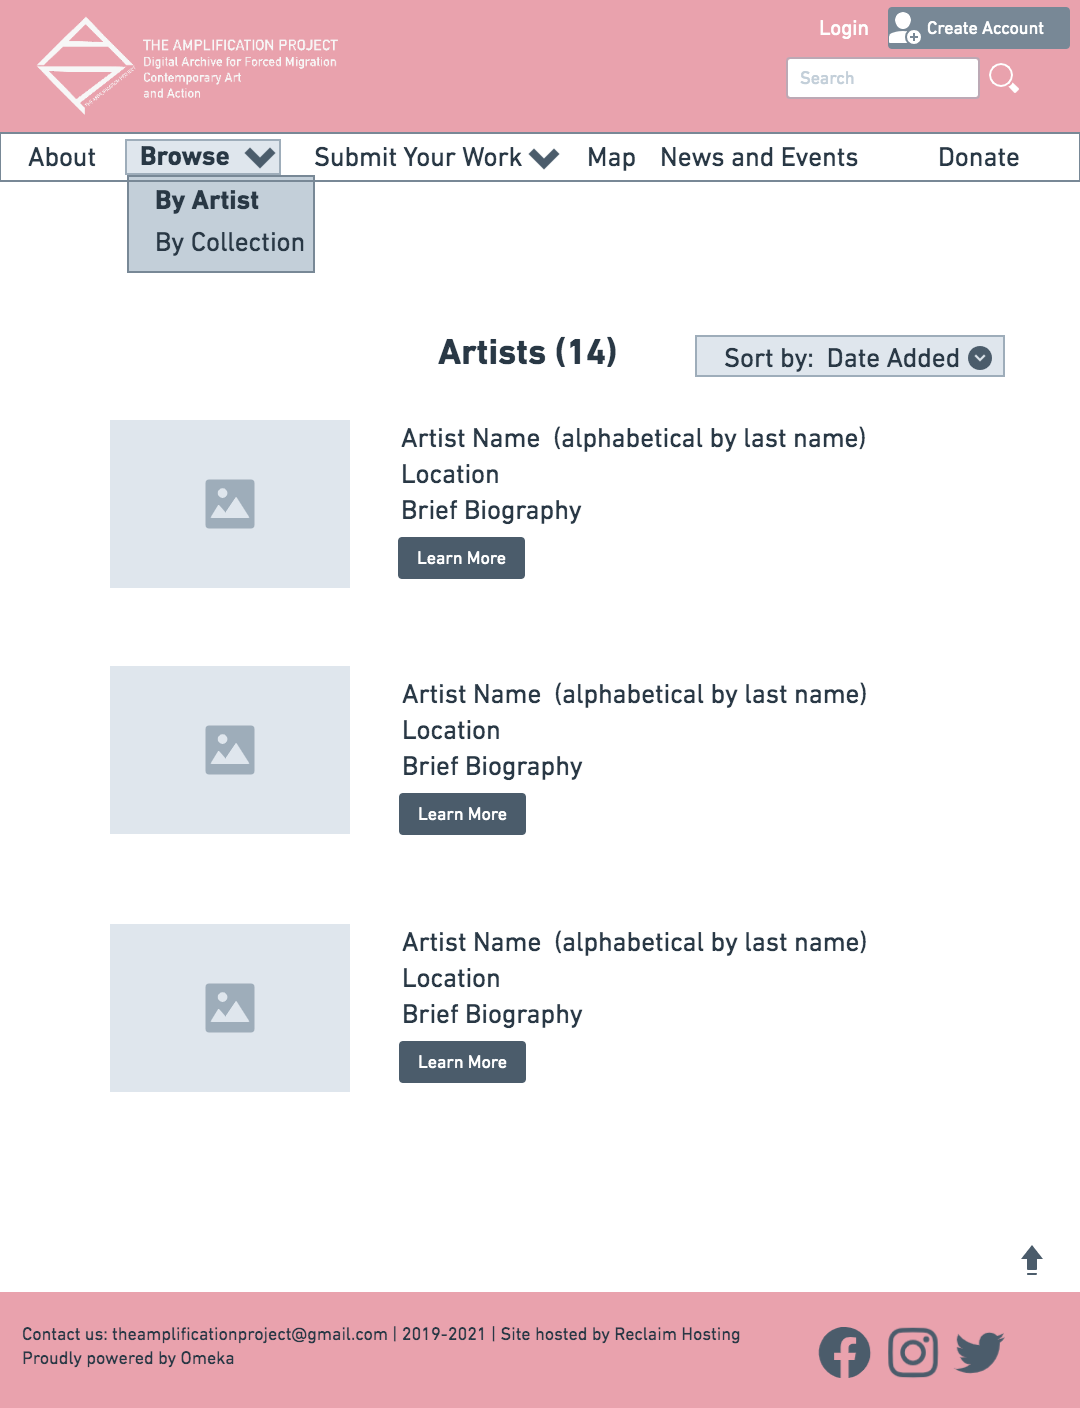 Login
Create Account
THE AMPLIFICATION PROJECT
Digital Archive for Forced Migration
Contemporary Art
and Action
THE AMPLIFICATION PROJECT
Search
About
Browse
Submit Your Work
Map
News and Events
Donate
By Artist
By Collection
Artists (14)
Sort by: Date Added
Artist Name (alphabetical by last name)
Location
Brief Biography
Learn More
Artist Name (alphabetical by last name)
Location
Brief Biography
Learn More
Artist Name (alphabetical by last name)
Location
Brief Biography
Learn More
Contact us: theamplificationproject@gmail.com | 2019-2021 | Site hosted by Reclaim Hosting
Proudly powered by Omeka